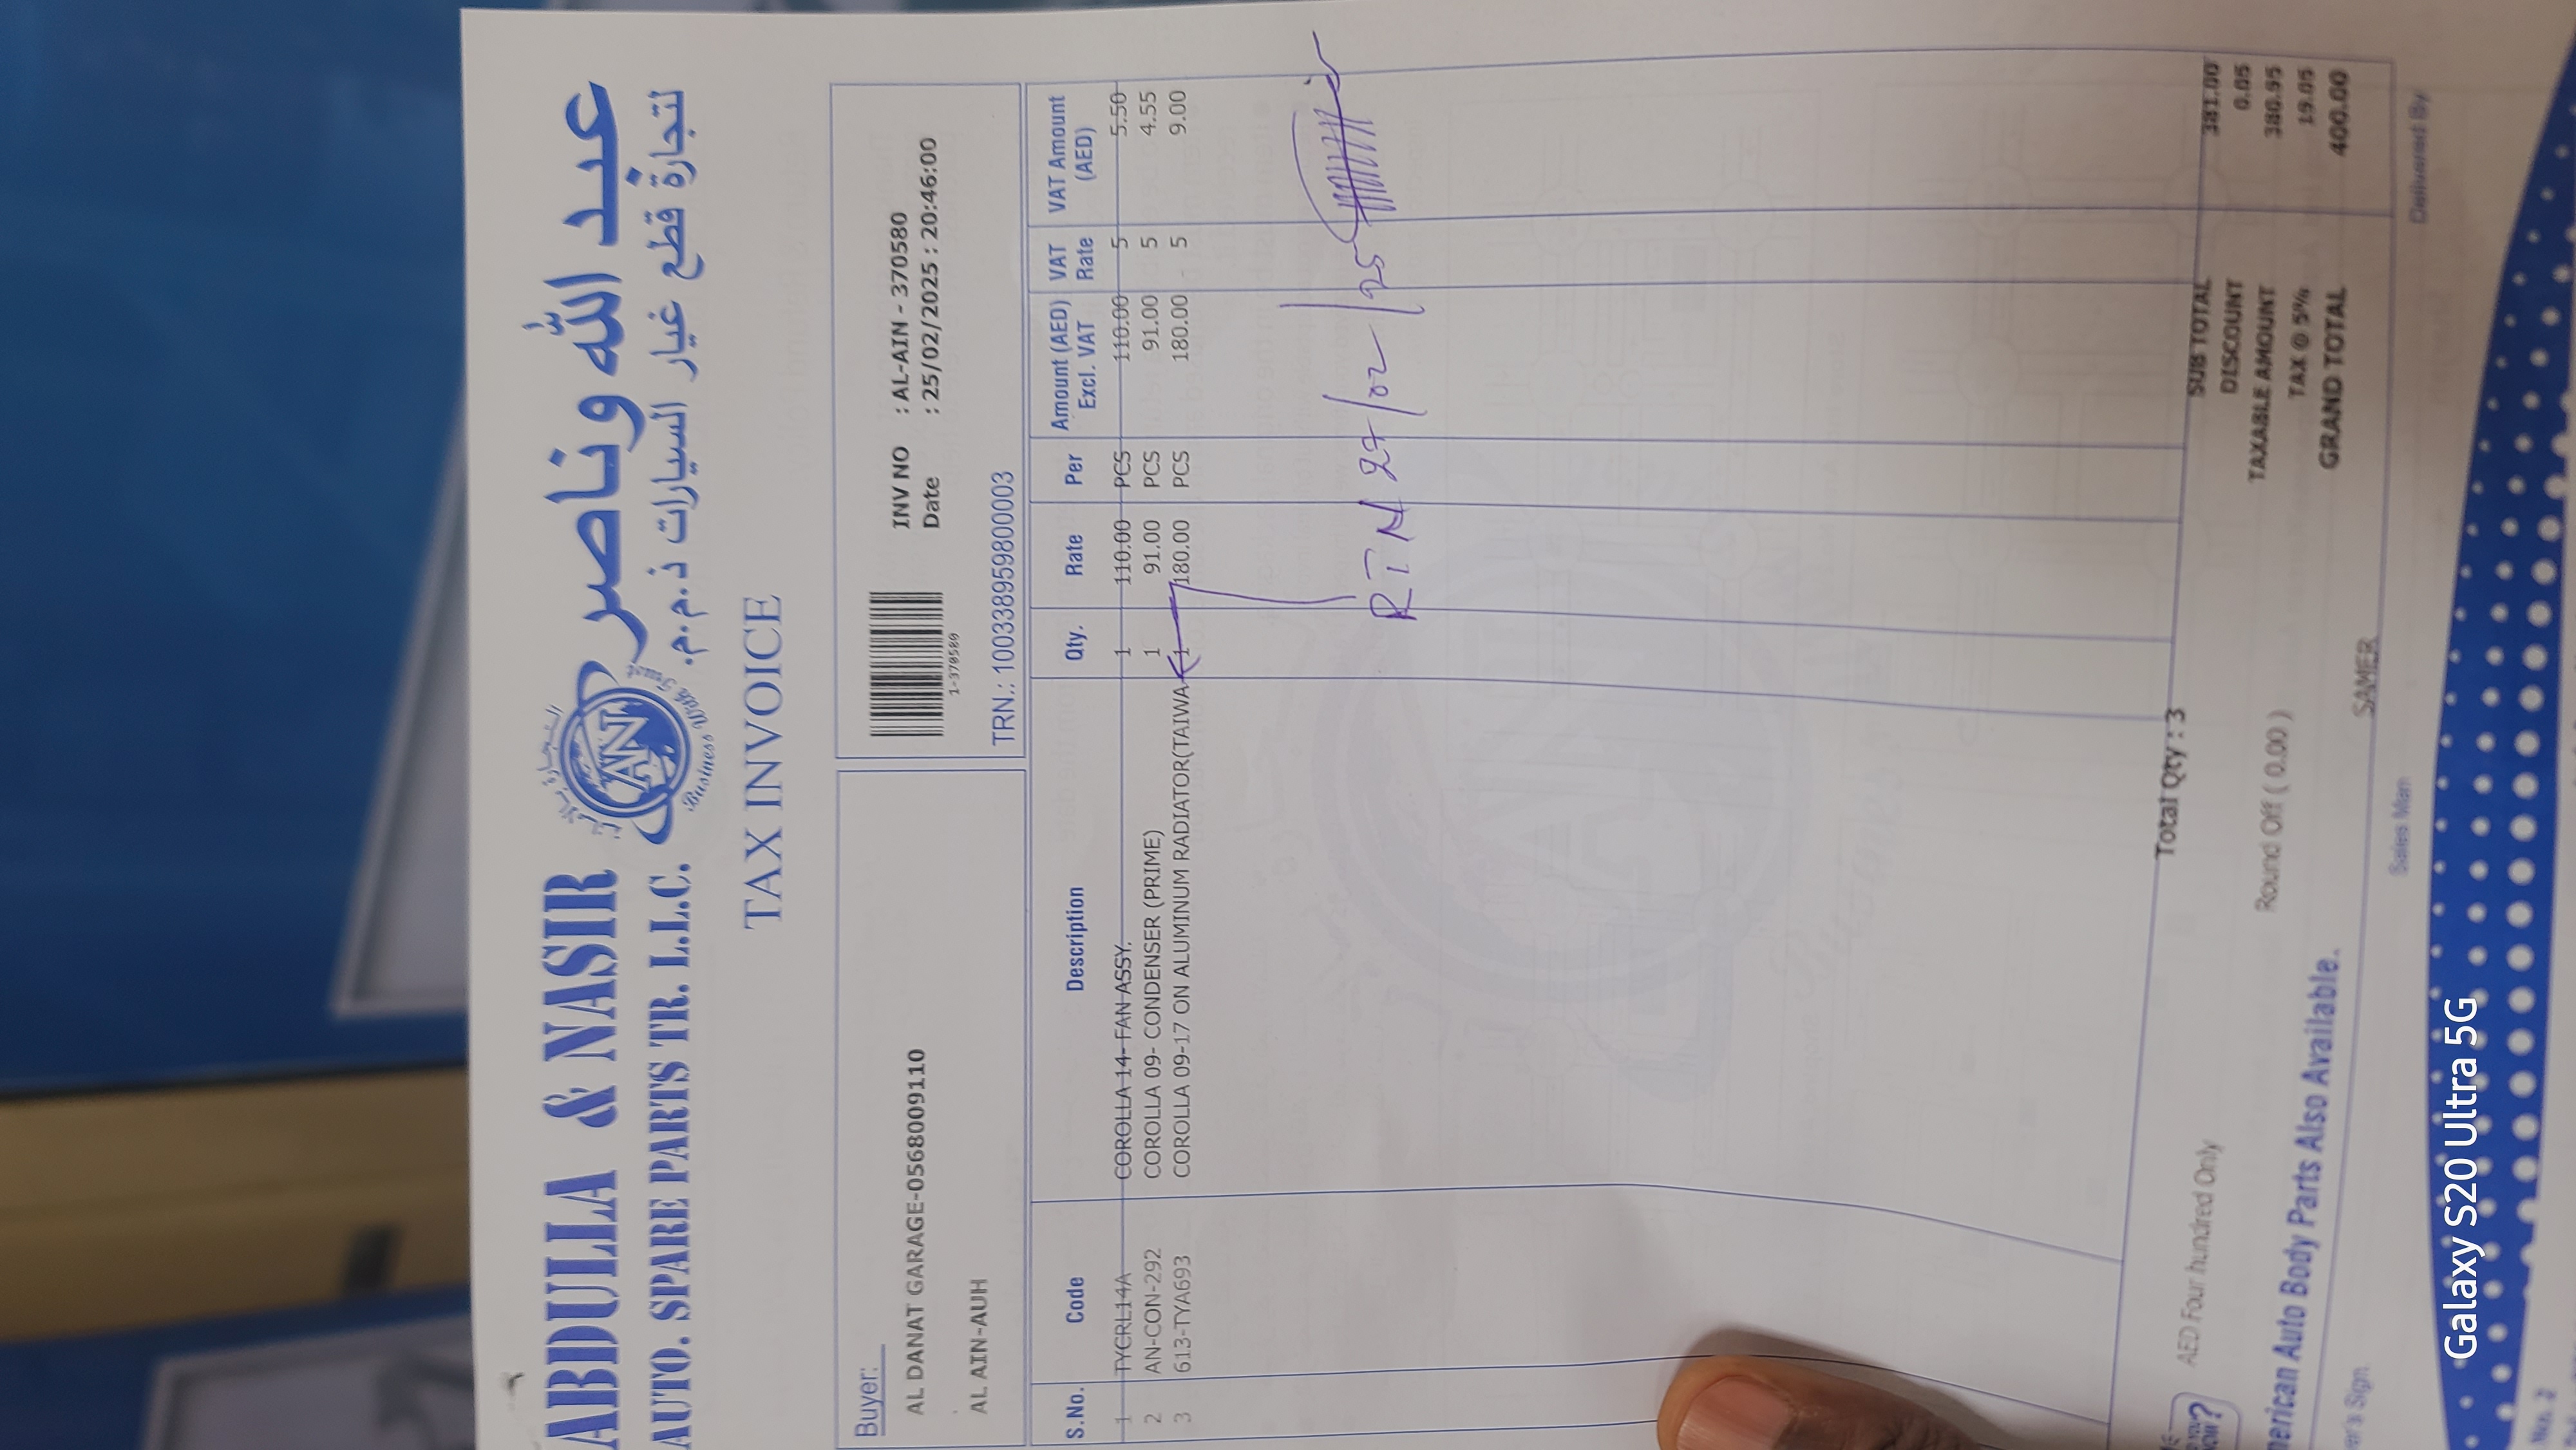 ABDULLA & NASIR
عبد الله وناصر
AUTO. SPARE PARTS TR. L.L.C.
لتجارة قطع غيار السيارات ذ.م.م.
AN
Business With Trust
TAX INVOICE
Buyer:
AL DANAT GARAGE-0568009110
AL AIN-AUH
1-370580
INV NO : AL-AIN - 370580
Date : 25/02/2025 : 20:46:00
TRN.: 100338959800003
S.No. Code Description Qty. Rate Per Amount (AED) Excl. VAT VAT Rate VAT Amount (AED)
1 TYCRL14A COROLLA 14- FAN ASSY. 1 110.00 PCS 110.00 5 5.50
2 AN-CON-292 COROLLA 09- CONDENSER (PRIME) 1 91.00 PCS 91.00 5 4.55
3 613-TYA693 COROLLA 09-17 ON ALUMINUM RADIATOR(TAIWA 1 180.00 PCS 180.00 5 9.00
RTN 27/02/25
Total Qty : 3
SUB TOTAL 381.00
DISCOUNT 0.05
TAXABLE AMOUNT 380.95
TAX @ 5% 19.05
GRAND TOTAL 400.00
AED Four hundred Only
Round Off ( 0.00 )
American Auto Body Parts Also Available.
SAMER
Sign.
Sales Man
Delivered By
Galaxy S20 Ultra 5G